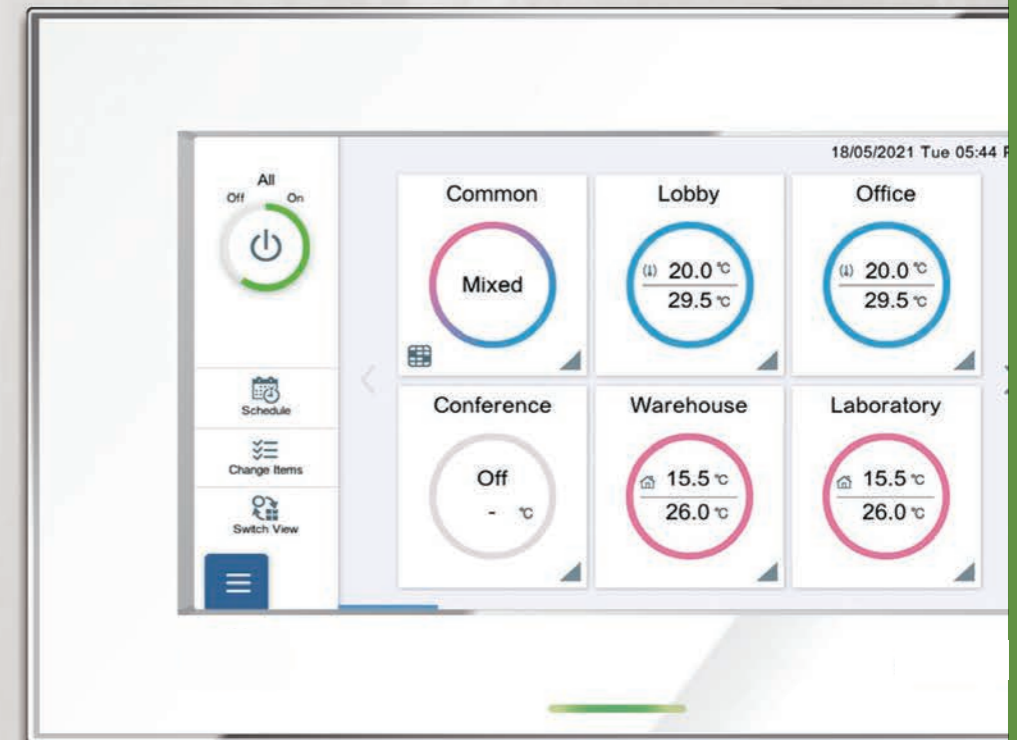 18/05/2021 Tue 05:44
All
Off On
Schedule
Change Items
Switch View
Common
Mixed
Lobby
20.0 ℃
29.5 ℃
Office
20.0 ℃
29.5 ℃
Conference
Off
- ℃
Warehouse
15.5 ℃
26.0 ℃
Laboratory
15.5 ℃
26.0 ℃